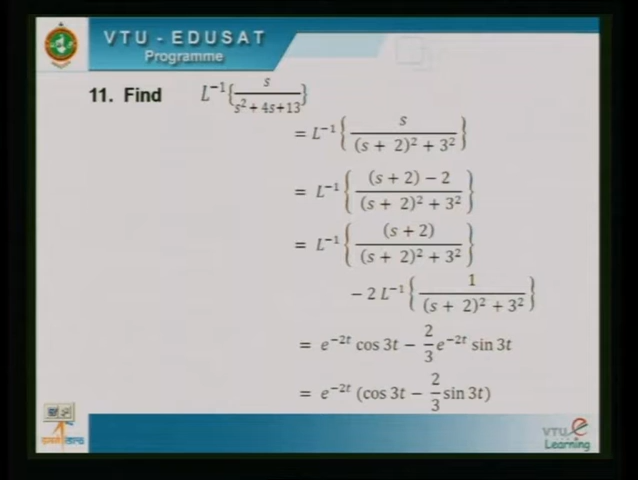 VTU - EDUSAT
Programme
11. Find L⁻¹{s/(s² + 4s+13)}
= L⁻¹{s/((s + 2)² + 3²)}
= L⁻¹{((s + 2) − 2)/((s + 2)² + 3²)}
= L⁻¹{(s + 2)/((s + 2)² + 3²)}
− 2 L⁻¹{1/((s + 2)² + 3²)}
= e⁻²ᵗ cos 3t − 2/3 e⁻²ᵗ sin 3t
= e⁻²ᵗ (cos 3t − 2/3 sin 3t)
VTU e
Learning